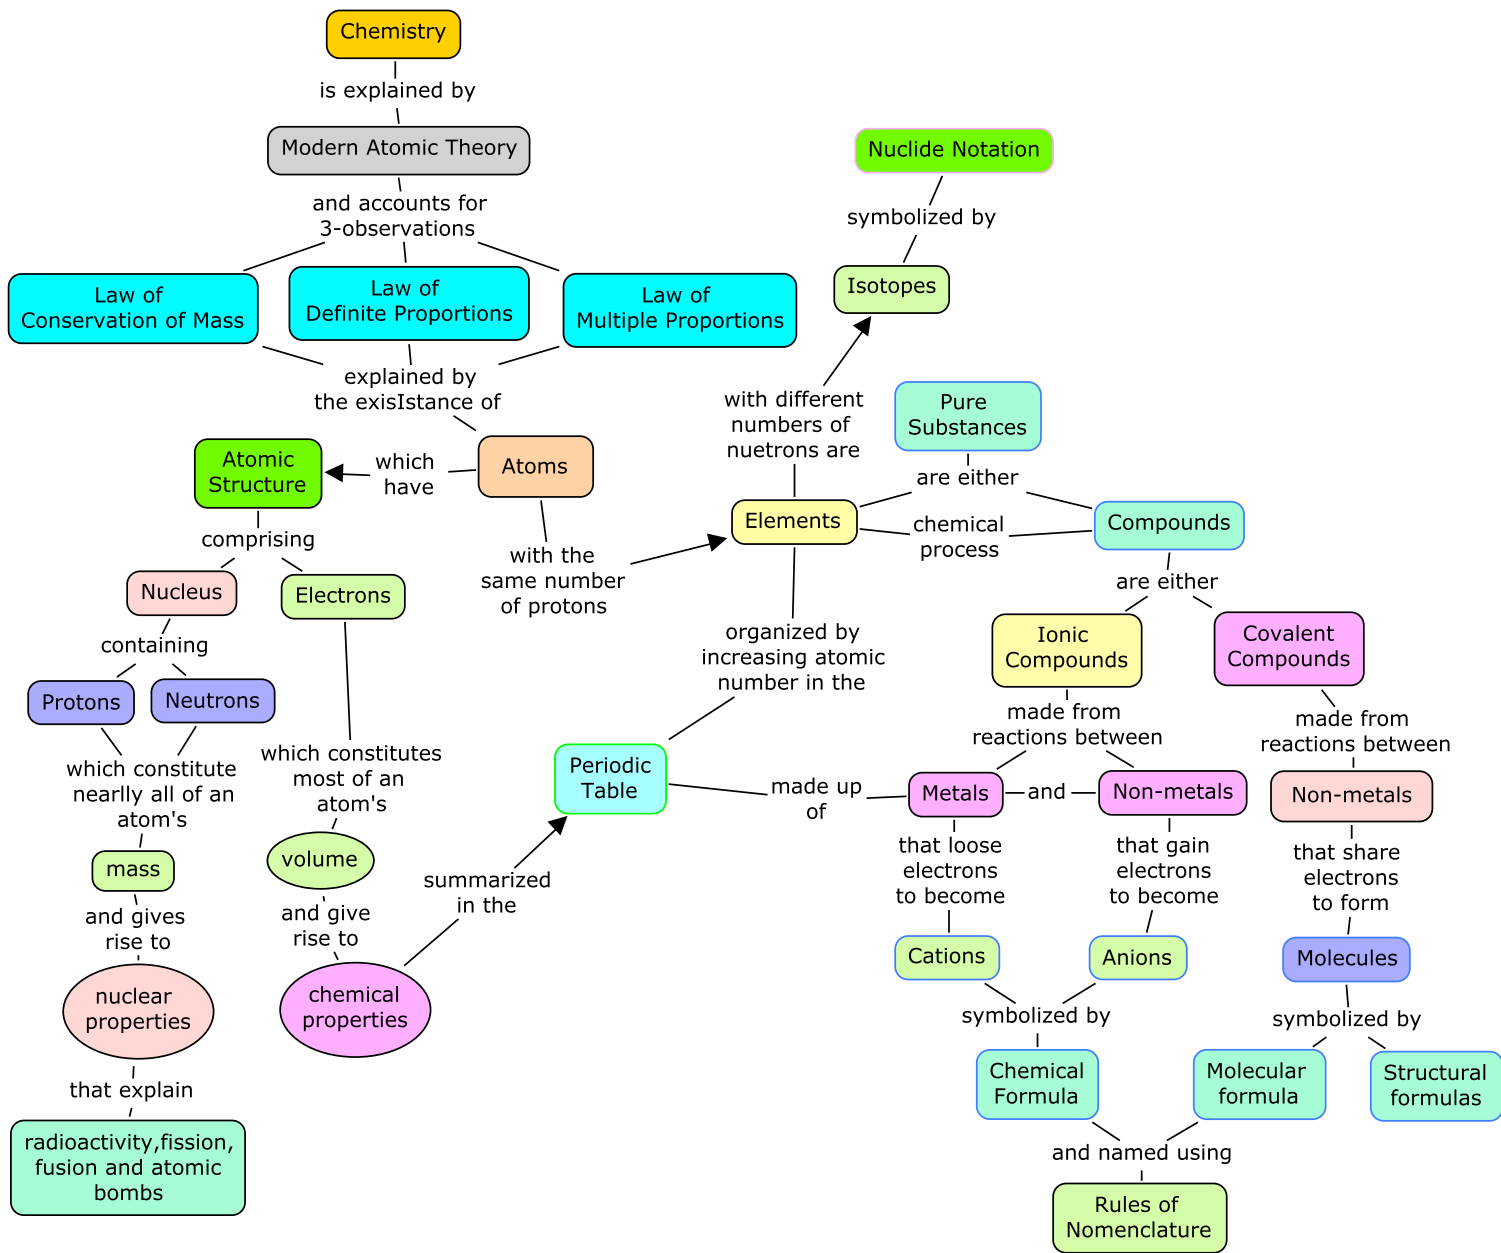 Chemistry
is explained by
Modern Atomic Theory
and accounts for
3-observations
Law of
Conservation of Mass
Law of
Definite Proportions
Law of
Multiple Proportions
explained by
the exisIstance of
Atoms
which
have
Atomic
Structure
comprising
Nucleus
Electrons
containing
Protons
Neutrons
which constitute
nearlly all of an
atom's
mass
and gives
rise to
nuclear
properties
that explain
radioactivity,fission,
fusion and atomic
bombs
which constitutes
most of an
atom's
volume
and give
rise to
chemical
properties
summarized
in the
Periodic
Table
with the
same number
of protons
Elements
with different
numbers of
nuetrons are
Isotopes
symbolized by
Nuclide Notation
Pure
Substances
are either
chemical
process
Compounds
organized by
increasing atomic
number in the
made up
of
are either
Ionic
Compounds
Covalent
Compounds
made from
reactions between
Metals
and
Non-metals
that loose
electrons
to become
that gain
electrons
to become
Cations
Anions
symbolized by
Chemical
Formula
made from
reactions between
Non-metals
that share
electrons
to form
Molecules
symbolized by
Molecular
formula
Structural
formulas
and named using
Rules of
Nomenclature